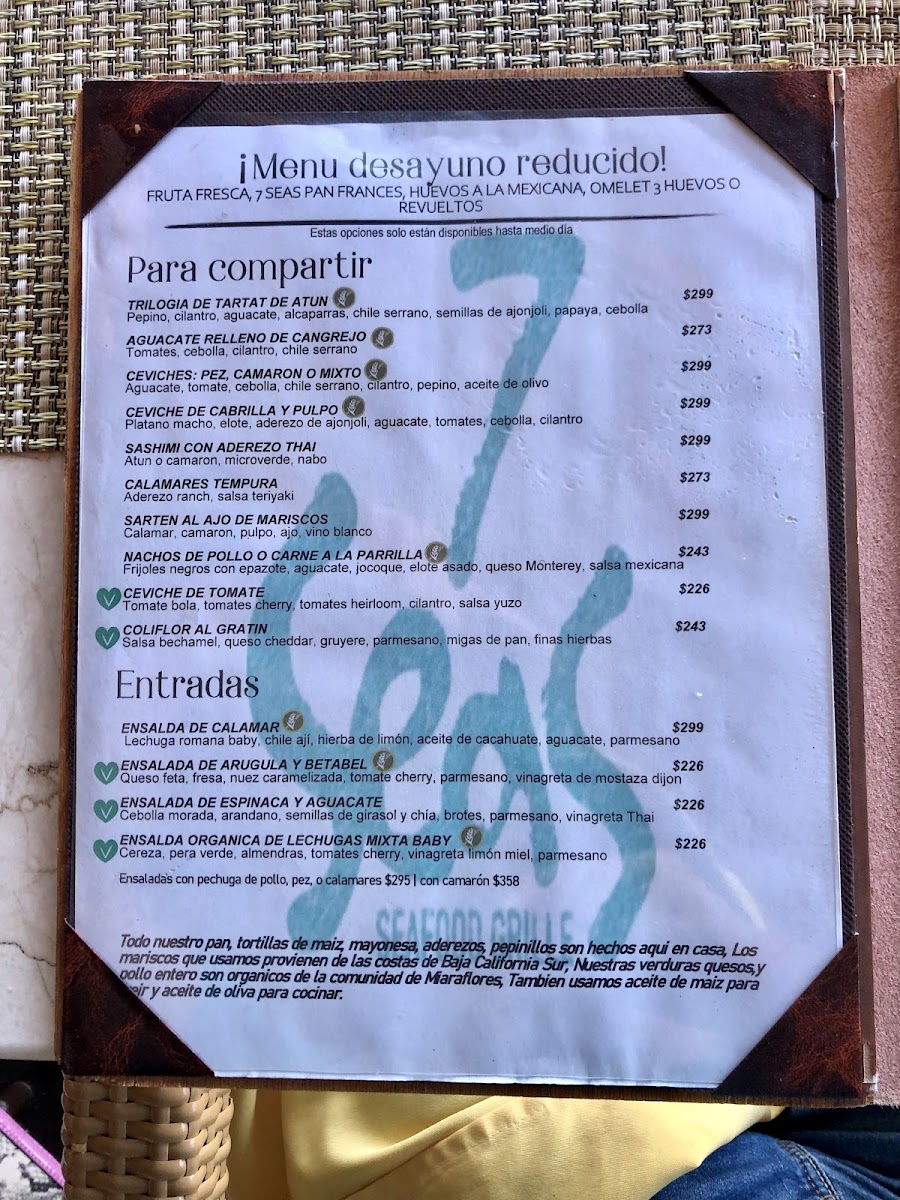 ¡Menu desayuno reducido!
FRUTA FRESCA, 7 SEAS PAN FRANCES, HUEVOS A LA MEXICANA, OMELET 3 HUEVOS O
REVUELTOS
Estas opciones solo están disponibles hasta medio día
Para compartir
TRILOGIA DE TARTAT DE ATUN $299
Pepino, cilantro, aguacate, alcaparras, chile serrano, semillas de ajonjoli, papaya, cebolla
AGUACATE RELLENO DE CANGREJO $273
Tomates, cebolla, cilantro, chile serrano
CEVICHES: PEZ, CAMARON O MIXTO $299
Aguacate, tomate, cebolla, chile serrano, cilantro, pepino, aceite de olivo
CEVICHE DE CABRILLA Y PULPO $299
Platano macho, elote, aderezo de ajonjoli, aguacate, tomates, cebolla, cilantro
SASHIMI CON ADEREZO THAI $299
Atun o camaron, microverde, nabo
CALAMARES TEMPURA $273
Aderezo ranch, salsa teriyaki
SARTEN AL AJO DE MARISCOS $299
Calamar, camaron, pulpo, ajo, vino blanco
NACHOS DE POLLO O CARNE A LA PARRILLA $243
Frijoles negros con epazote, aguacate, jocoque, elote asado, queso Monterey, salsa mexicana
CEVICHE DE TOMATE $226
Tomate bola, tomates cherry, tomates heirloom, cilantro, salsa yuzo
COLIFLOR AL GRATIN $243
Salsa bechamel, queso cheddar, gruyere, parmesano, migas de pan, finas hierbas
Entradas
ENSALDA DE CALAMAR $299
Lechuga romana baby, chile ají, hierba de limón, aceite de cacahuate, aguacate, parmesano
ENSALADA DE ARUGULA Y BETABEL $226
Queso feta, fresa, nuez caramelizada, tomate cherry, parmesano, vinagreta de mostaza dijon
ENSALADA DE ESPINACA Y AGUACATE $226
Cebolla morada, arandano, semillas de girasol y chía, brotes, parmesano, vinagreta Thai
ENSALDA ORGANICA DE LECHUGAS MIXTA BABY $226
Cereza, pera verde, almendras, tomates cherry, vinagreta limón miel, parmesano
Ensaladas con pechuga de pollo, pez, o calamares $295 | con camarón $358
7 Seas
SEAFOOD GRILLE
Todo nuestro pan, tortillas de maiz, mayonesa, aderezos, pepinillos son hechos aqui en casa, Los
mariscos que usamos provienen de las costas de Baja California Sur, Nuestras verduras quesos,y
pollo entero son organicos de la comunidad de Miaraflores, Tambien usamos aceite de maiz para
y aceite de oliva para cocinar.